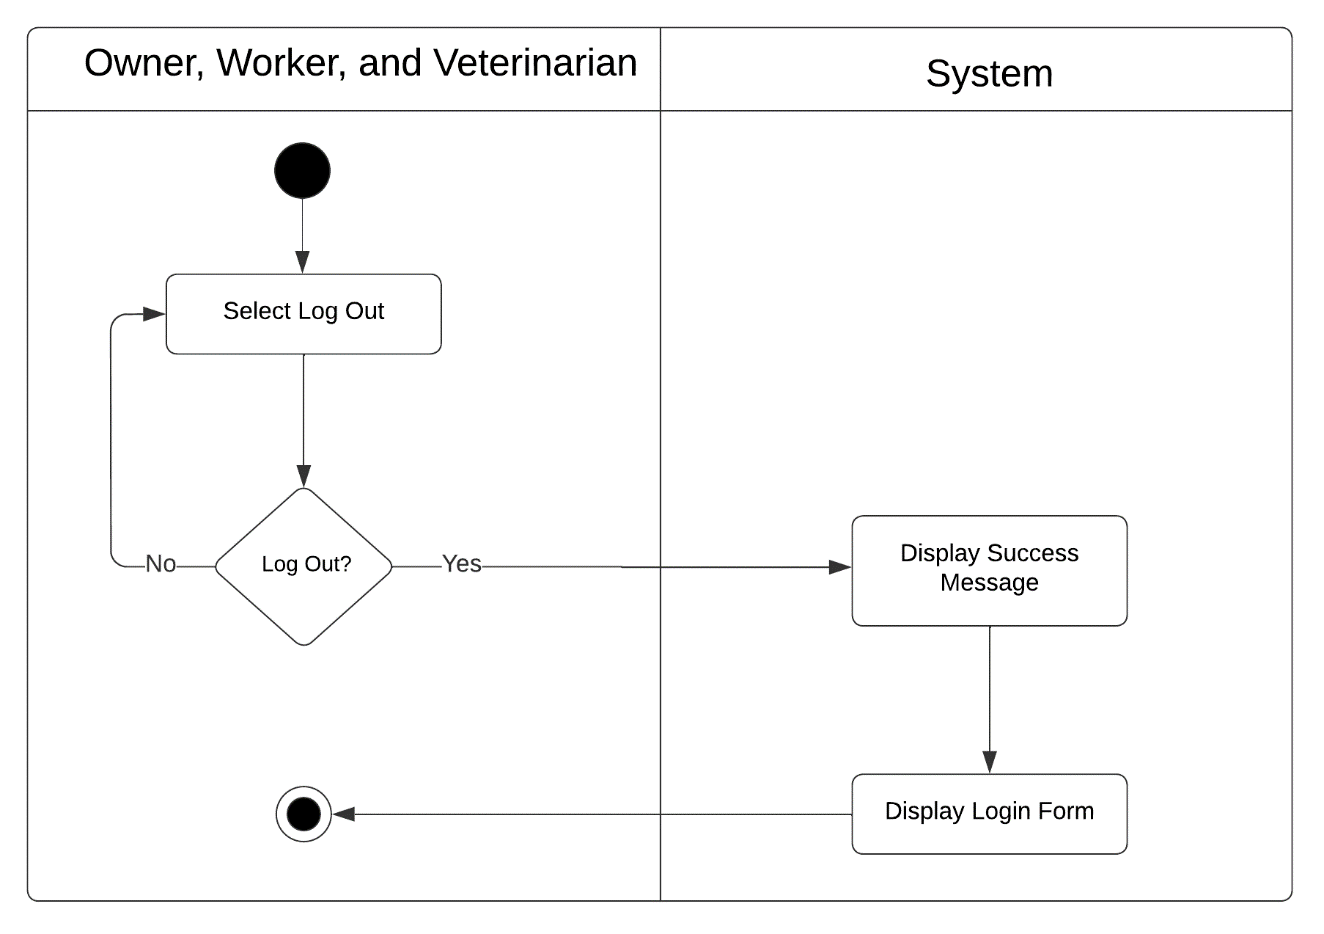 Owner, Worker, and Veterinarian
System
Select Log Out
Log Out?
No
Yes
Display Success
Message
Display Login Form